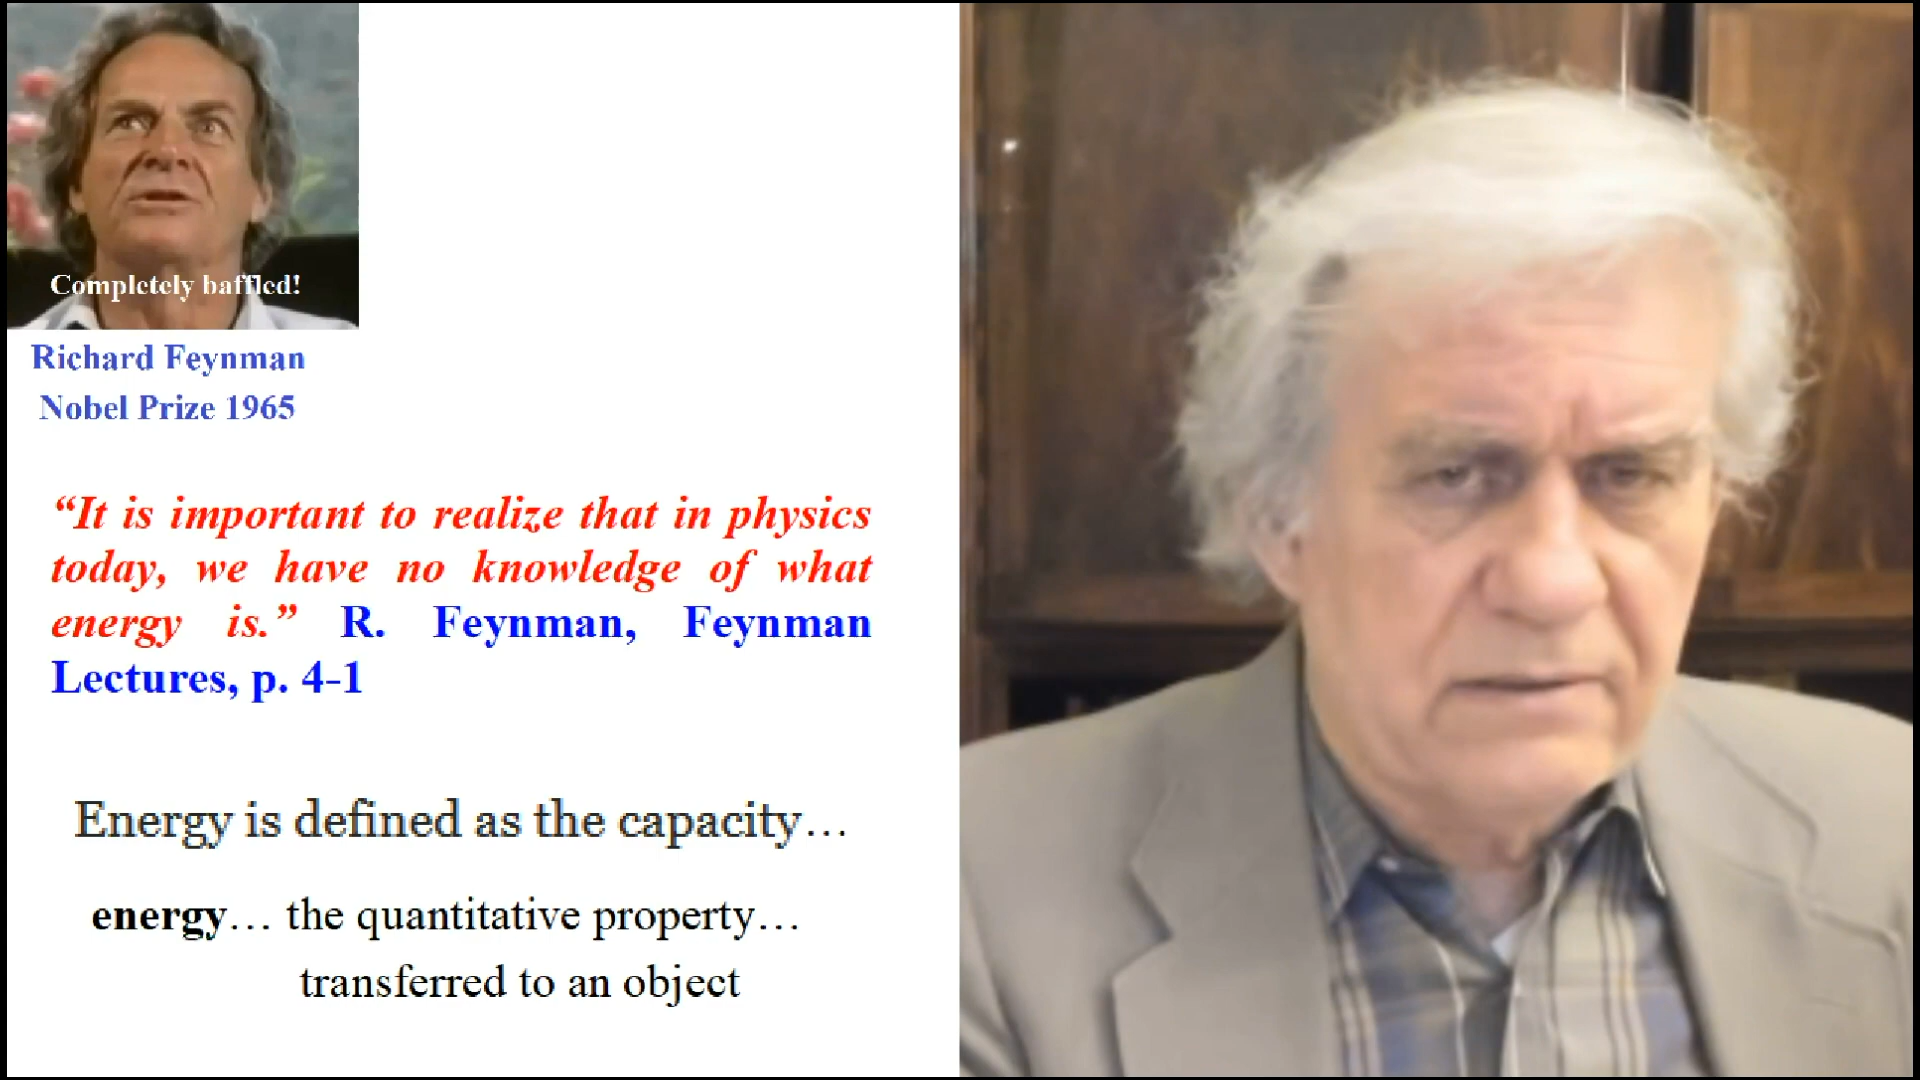 Completely baffled!
Richard Feynman
Nobel Prize 1965
“It is important to realize that in physics
today, we have no knowledge of what
energy is.” R. Feynman, Feynman
Lectures, p. 4-1
Energy is defined as the capacity…
energy… the quantitative property…
transferred to an object